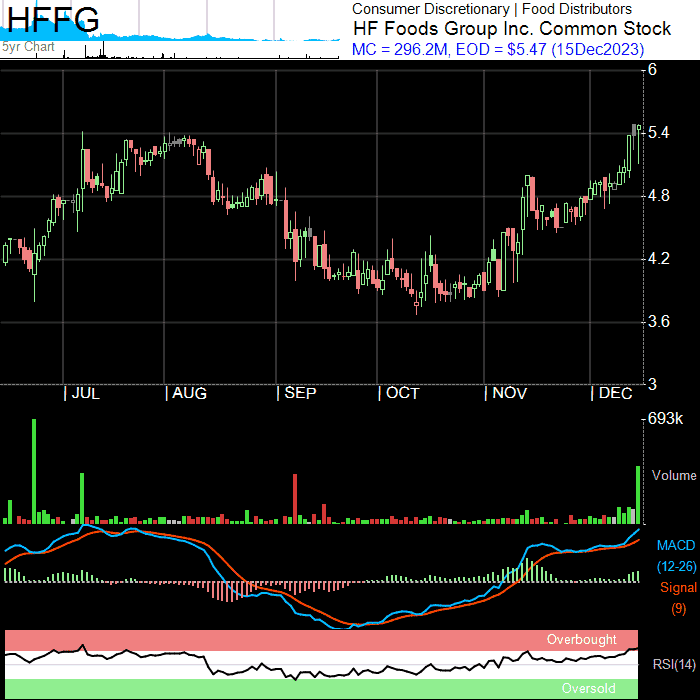 HFFG
5yr Chart
Consumer Discretionary | Food Distributors
HF Foods Group Inc. Common Stock
MC = 296.2M, EOD = $5.47 (15Dec2023)
6
5.4
4.8
4.2
3.6
3
| JUL | AUG | SEP | OCT | NOV | DEC
693k
Volume
MACD
(12-26)
Signal
(9)
Overbought
RSI(14)
Oversold